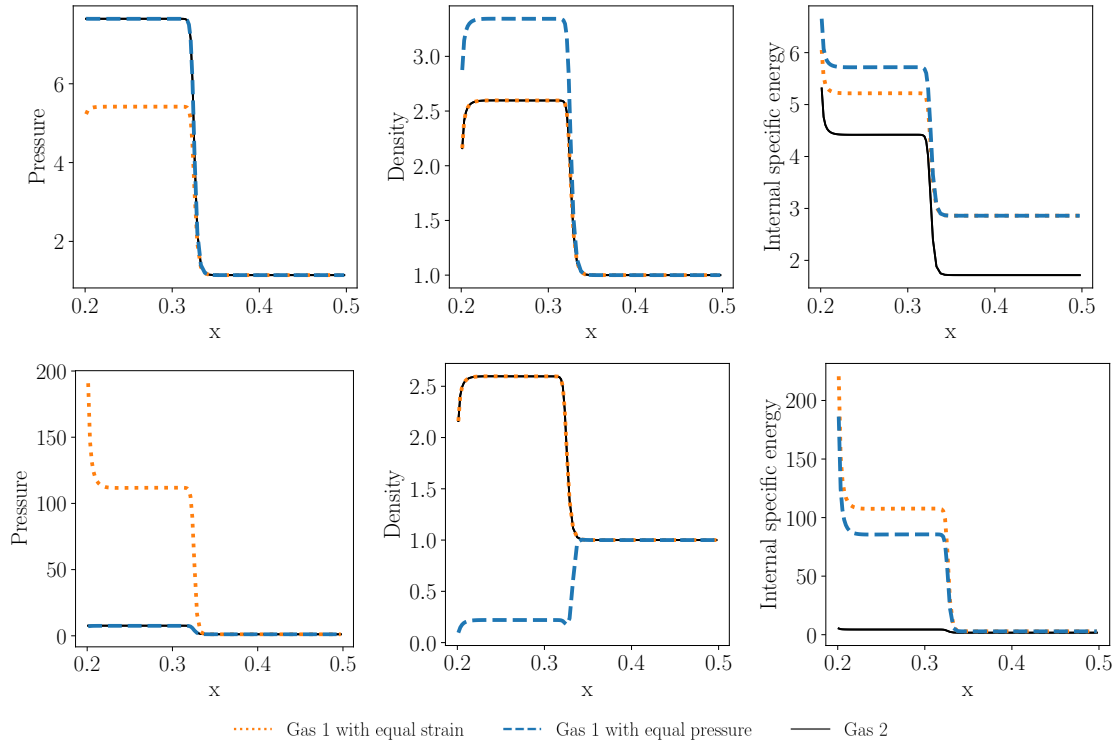 Pressure
6
4
2
0.2 0.3 0.4 0.5
x
Density
3.0
2.5
2.0
1.5
1.0
0.2 0.3 0.4 0.5
x
Internal specific energy
6
5
4
3
2
0.2 0.3 0.4 0.5
x
Pressure
200
150
100
50
0
0.2 0.3 0.4 0.5
x
Density
2.5
2.0
1.5
1.0
0.5
0.0
0.2 0.3 0.4 0.5
x
Internal specific energy
200
150
100
50
0
0.2 0.3 0.4 0.5
x
Gas 1 with equal strain Gas 1 with equal pressure Gas 2